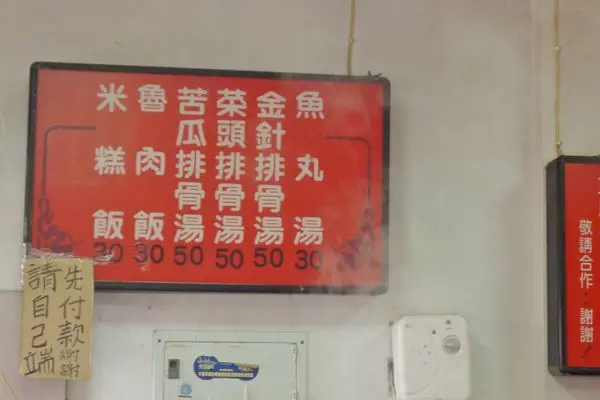 魚丸湯 30
金針排骨湯 50
菜頭排骨湯 50
苦瓜排骨湯 50
魯肉飯 30
米糕飯 30
先付款謝謝
請自己端
敬請合作．謝謝！